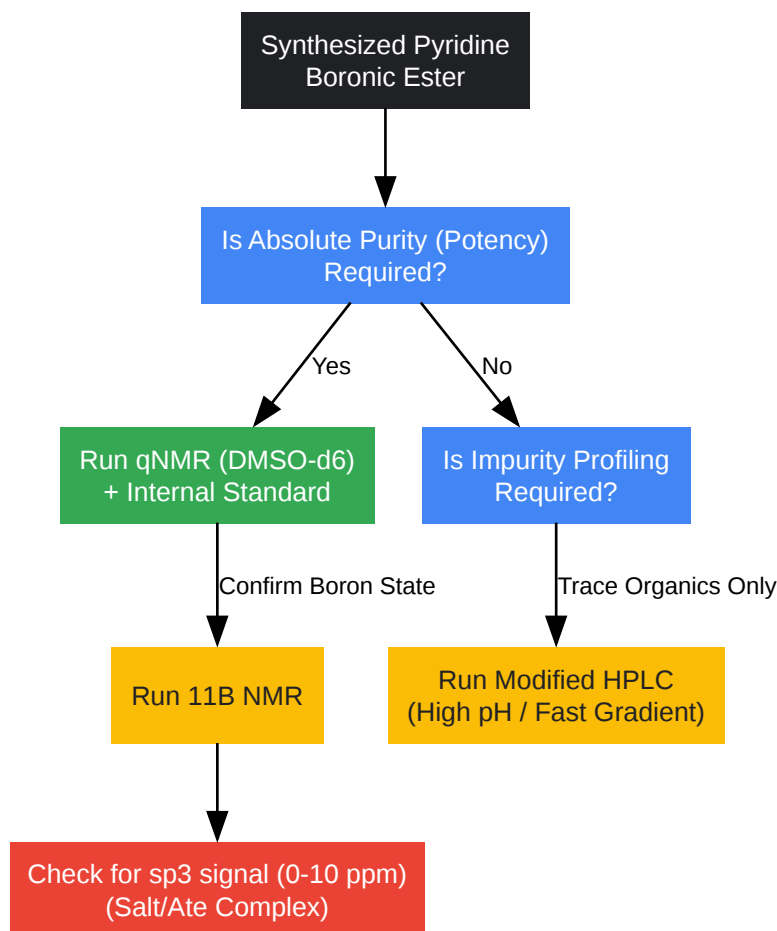 Synthesized Pyridine
Boronic Ester
Is Absolute Purity (Potency)
Required?
Yes
No
Run qNMR (DMSO-d6)
+ Internal Standard
Is Impurity Profiling
Required?
Confirm Boron State
Trace Organics Only
Run 11B NMR
Run Modified HPLC
(High pH / Fast Gradient)
Check for sp3 signal (0-10 ppm)
(Salt/Ate Complex)